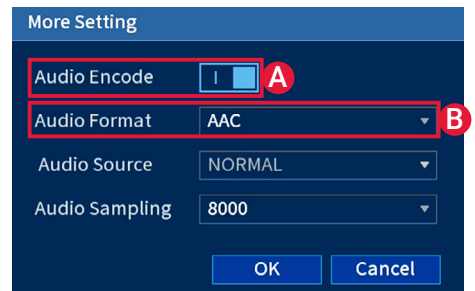 More Setting
Audio Encode A
Audio Format AAC B
Audio Source NORMAL
Audio Sampling 8000
OK Cancel